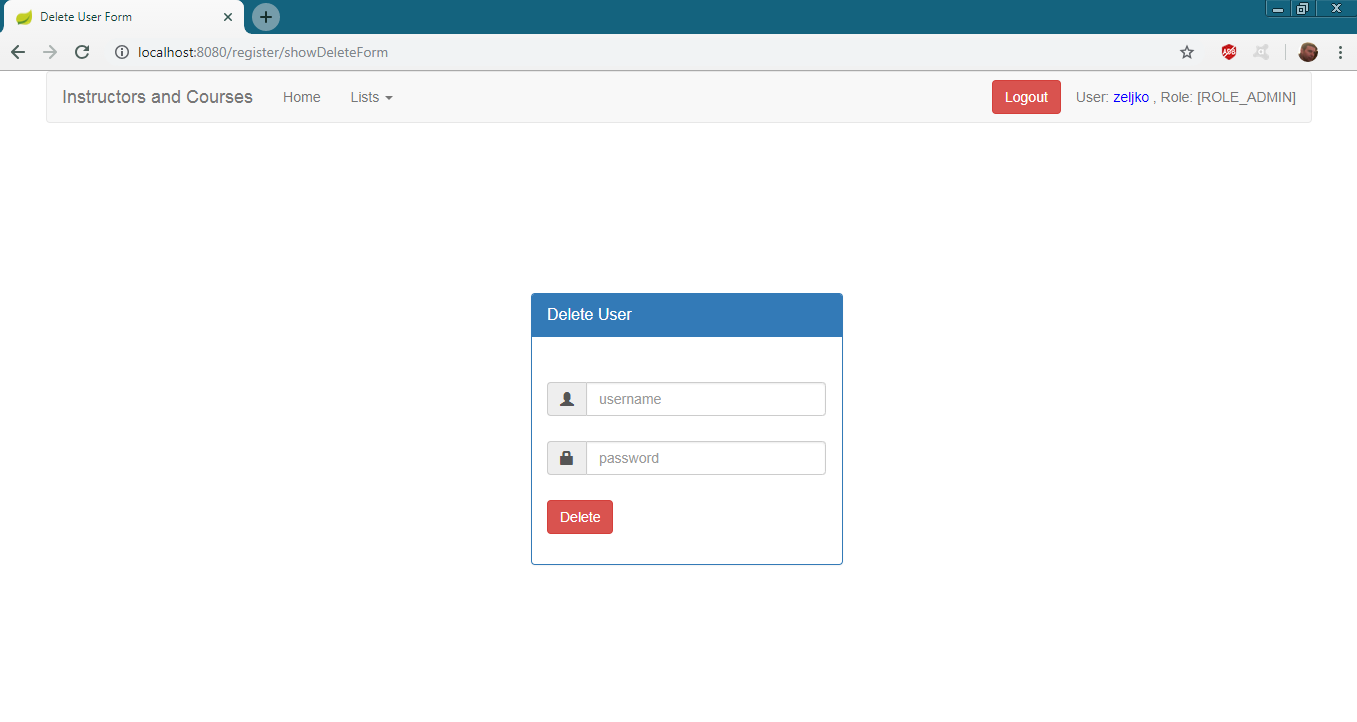 Delete User Form
localhost:8080/register/showDeleteForm
ABP
Instructors and Courses Home Lists Logout User: zeljko , Role: [ROLE_ADMIN]
Delete User
username
password
Delete